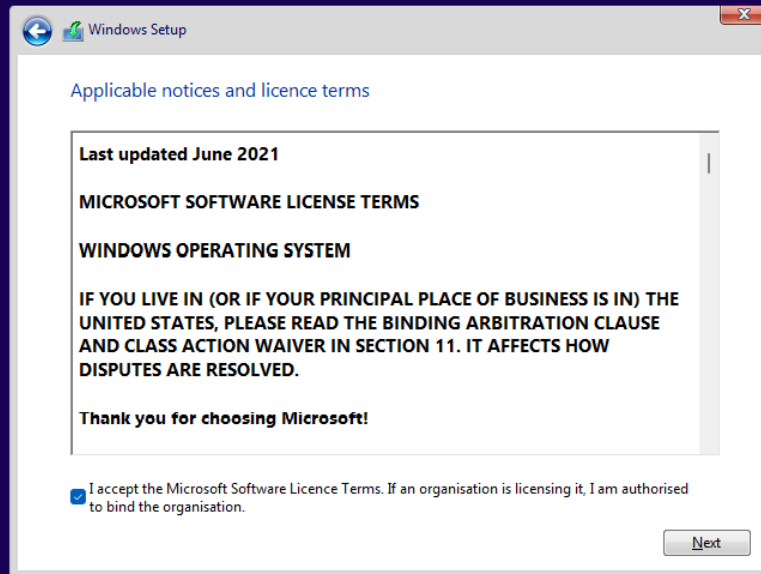 Windows Setup
Applicable notices and licence terms
Last updated June 2021
MICROSOFT SOFTWARE LICENSE TERMS
WINDOWS OPERATING SYSTEM
IF YOU LIVE IN (OR IF YOUR PRINCIPAL PLACE OF BUSINESS IS IN) THE
UNITED STATES, PLEASE READ THE BINDING ARBITRATION CLAUSE
AND CLASS ACTION WAIVER IN SECTION 11. IT AFFECTS HOW
DISPUTES ARE RESOLVED.
Thank you for choosing Microsoft!
I accept the Microsoft Software Licence Terms. If an organisation is licensing it, I am authorised
to bind the organisation.
Next